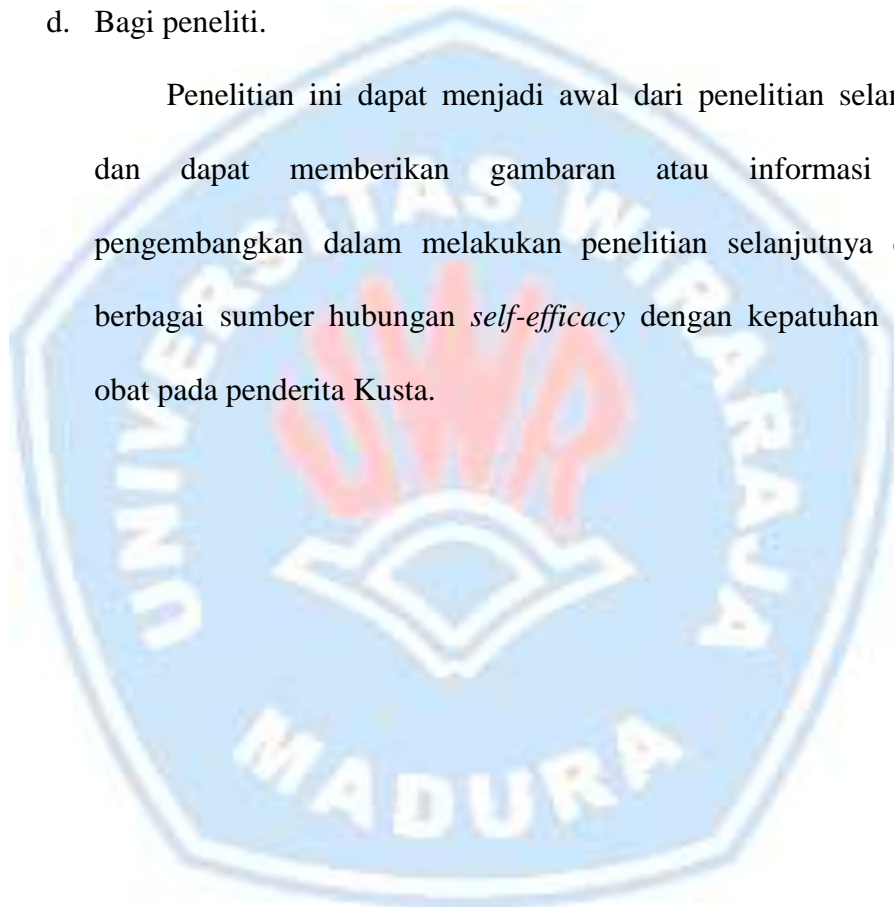 d. Bagi peneliti.
Penelitian ini dapat menjadi awal dari penelitian
dan dapat memberikan gambaran atau informasi
pengembangkan dalam melakukan penelitian selanjutnya
berbagai sumber hubungan self-efficacy dengan kepatuhan
obat pada penderita Kusta.
UNIVERSITAS WIRARAJA
UWR
MADURA